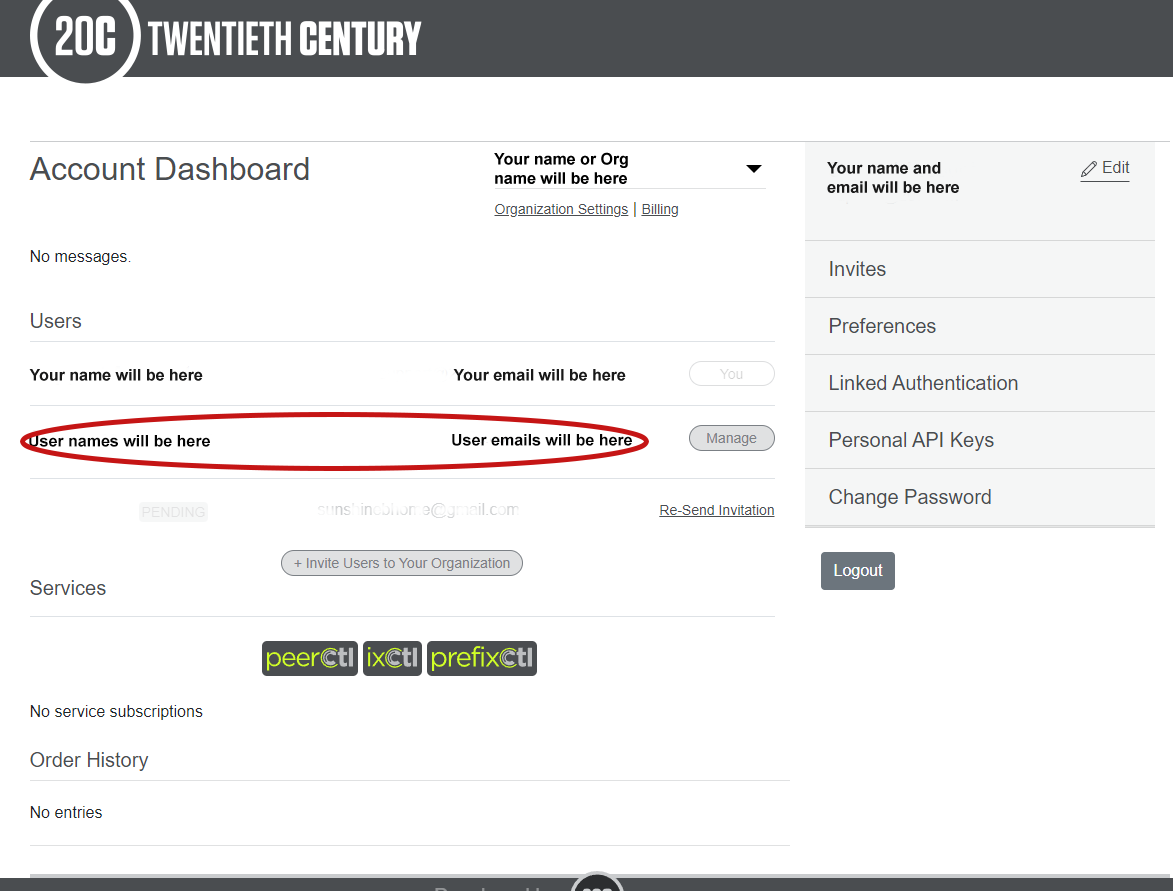 20C TWENTIETH CENTURY
Account Dashboard
Your name or Org
name will be here
Organization Settings | Billing
Your name and
email will be here
Edit
No messages.
Invites
Preferences
Linked Authentication
Personal API Keys
Change Password
Logout
Users
Your name will be here Your email will be here You
User names will be here User emails will be here Manage
PENDING Re-Send Invitation
+ Invite Users to Your Organization
Services
peerCtl ixCtl prefixCtl
No service subscriptions
Order History
No entries